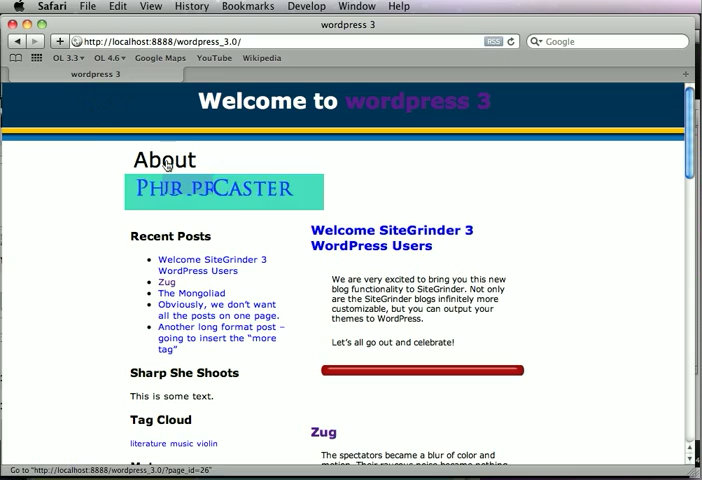 Safari File Edit View History Bookmarks Develop Window Help
wordpress 3
http://localhost:8888/wordpress_3.0/
RSS
Google
OL 3.3 OL 4.6 Google Maps YouTube Wikipedia
wordpress 3
Welcome to wordpress 3
About
Recent Posts
Welcome SiteGrinder 3
WordPress Users
Zug
The Mongoliad
Obviously, we don't want
all the posts on one page.
Another long format post –
going to insert the "more
tag"
Sharp She Shoots
This is some text.
Tag Cloud
literature music violin
Welcome SiteGrinder 3
WordPress Users
We are very excited to bring you this new
blog functionality to SiteGrinder. Not only
are the SiteGrinder blogs infinitely more
customizable, but you can output your
themes to WordPress.
Let's all go out and celebrate!
Zug
The spectators became a blur of color and
Go to "http://localhost:8888/wordpress_3.0/?page_id=26"